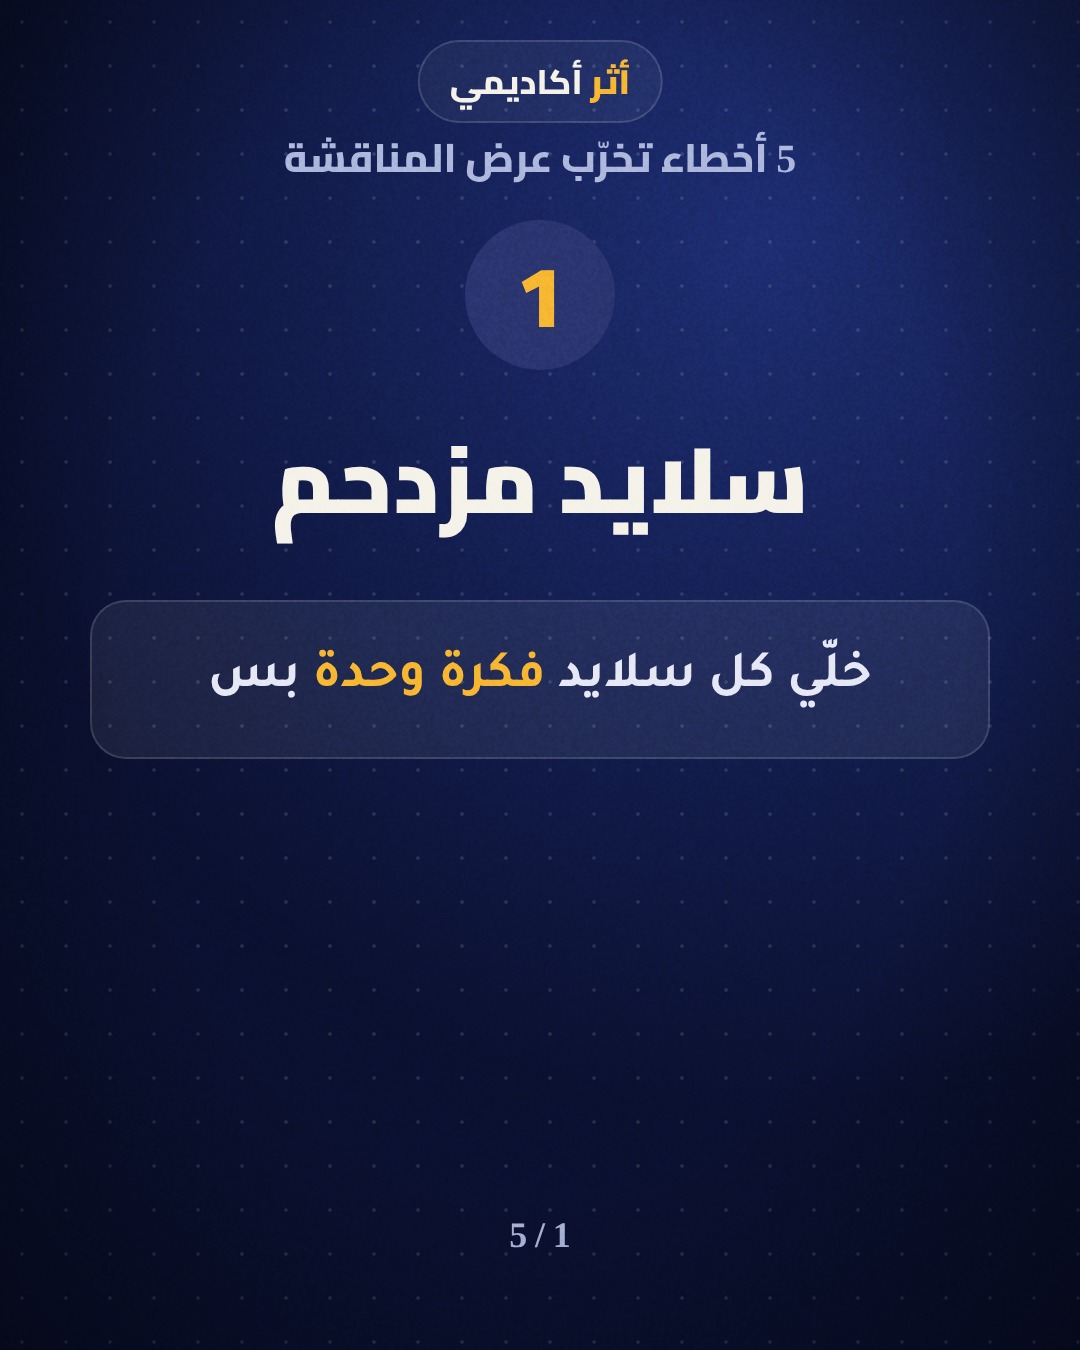 أثر أكاديمي
5 أخطاء تخرّب عرض المناقشة
1
سلايد مزدحم
خلّي كل سلايد فكرة وحدة بس
1 / 5